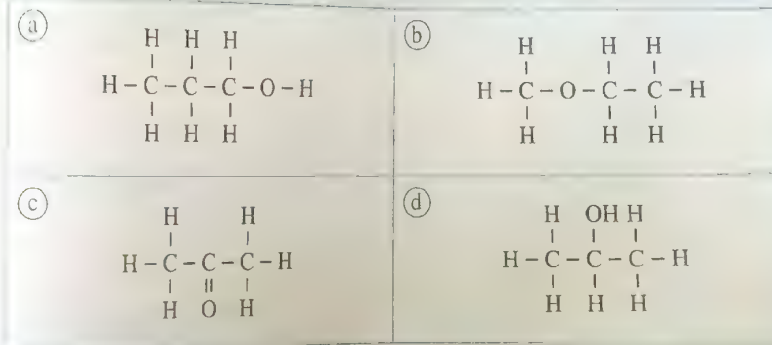 a
H H H
| | |
H – C – C – C – O – H
| | |
H H H
b
H H H
| | |
H – C – O – C – C – H
| | |
H H H
c
H H
| |
H – C – C – C – H
| || |
H O H
d
H OH H
| | |
H – C – C – C – H
| | |
H H H